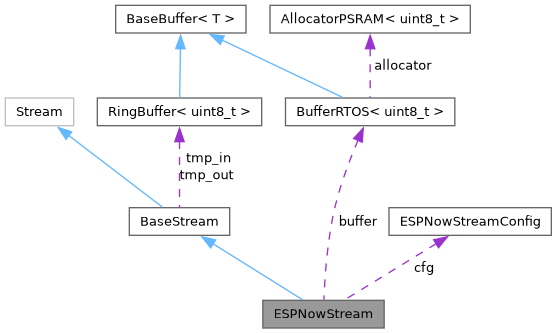 BaseBuffer< T >
AllocatorPSRAM< uint8_t >
allocator
Stream
RingBuffer< uint8_t >
BufferRTOS< uint8_t >
tmp_in
tmp_out
BaseStream
buffer
ESPNowStreamConfig
cfg
ESPNowStream